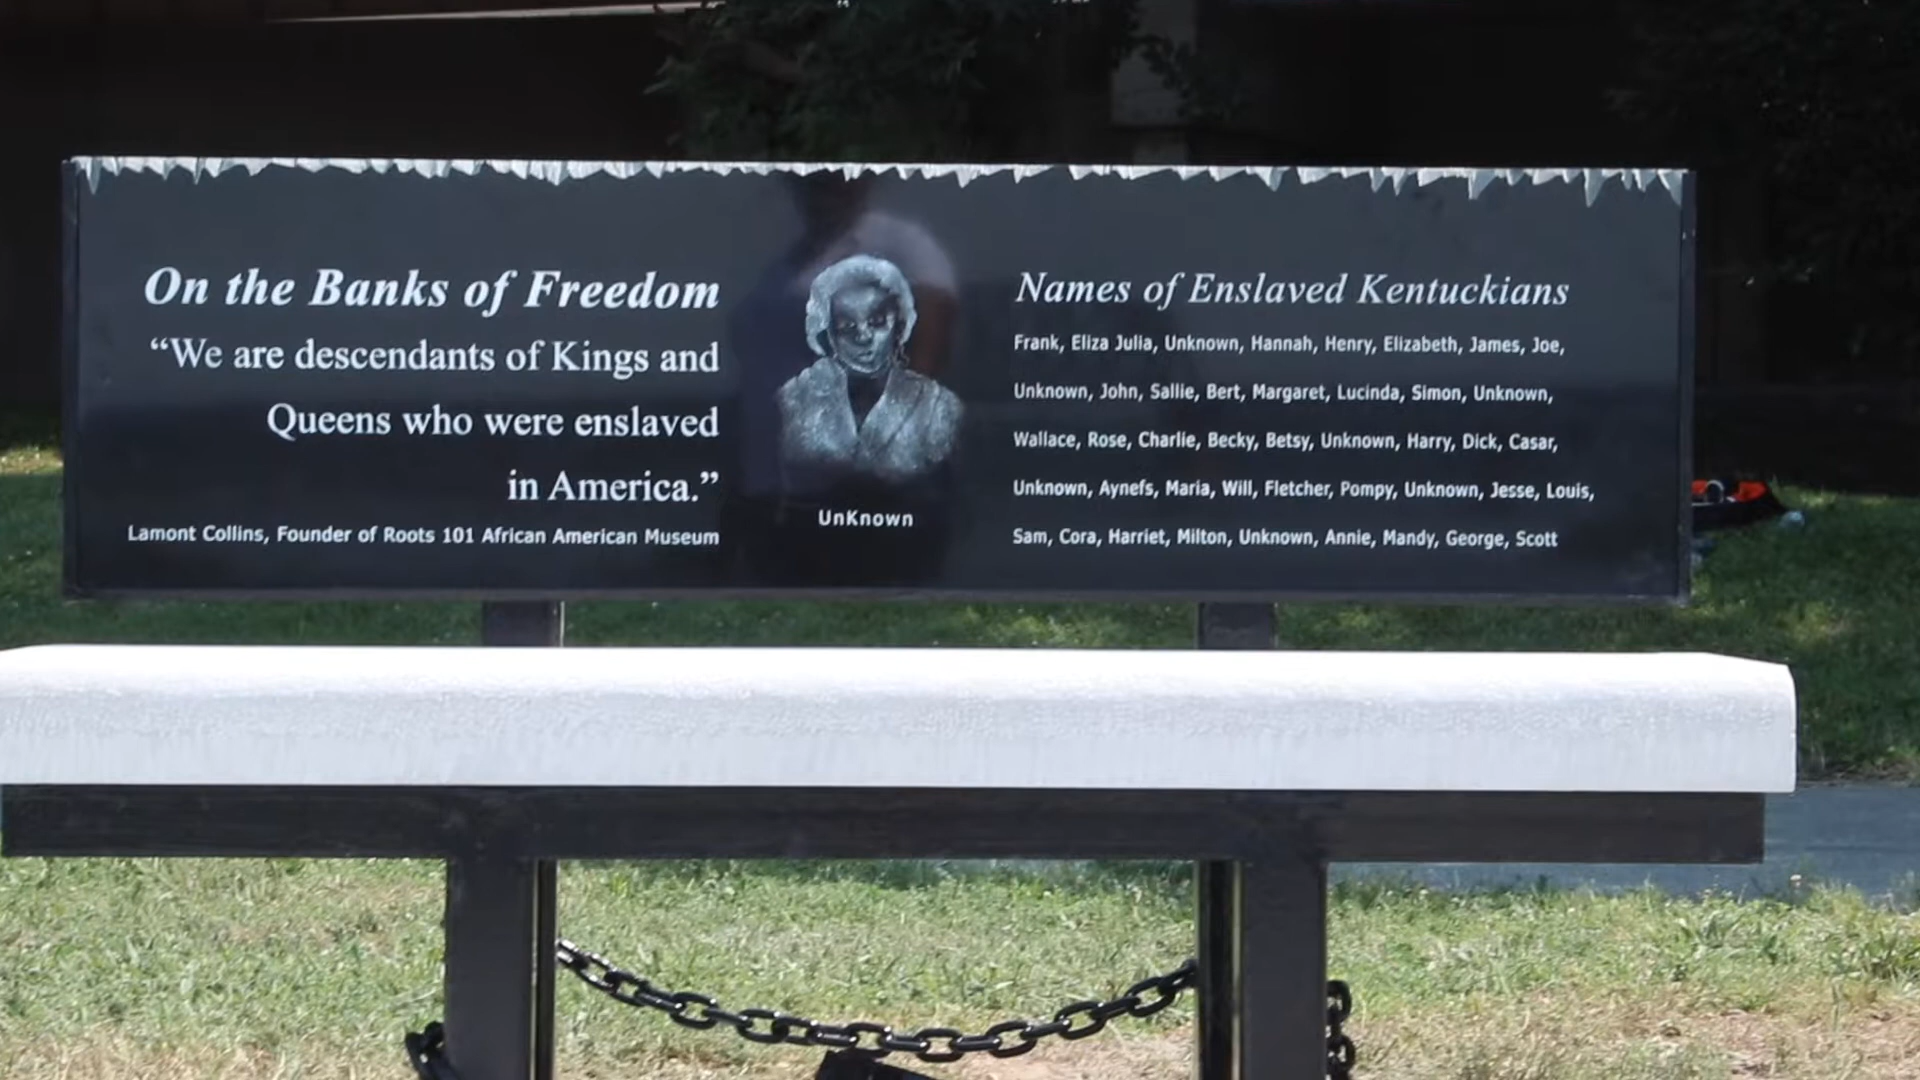 On the Banks of Freedom
“We are descendants of Kings and
Queens who were enslaved
in America.”
Lamont Collins, Founder of Roots 101 African American Museum
UnKnown
Names of Enslaved Kentuckians
Frank, Eliza Julia, Unknown, Hannah, Henry, Elizabeth, James, Joe,
Unknown, John, Sallie, Bert, Margaret, Lucinda, Simon, Unknown,
Wallace, Rose, Charlie, Becky, Betsy, Unknown, Harry, Dick, Casar,
Unknown, Aynefs, Maria, Will, Fletcher, Pompy, Unknown, Jesse, Louis,
Sam, Cora, Harriet, Milton, Unknown, Annie, Mandy, George, Scott